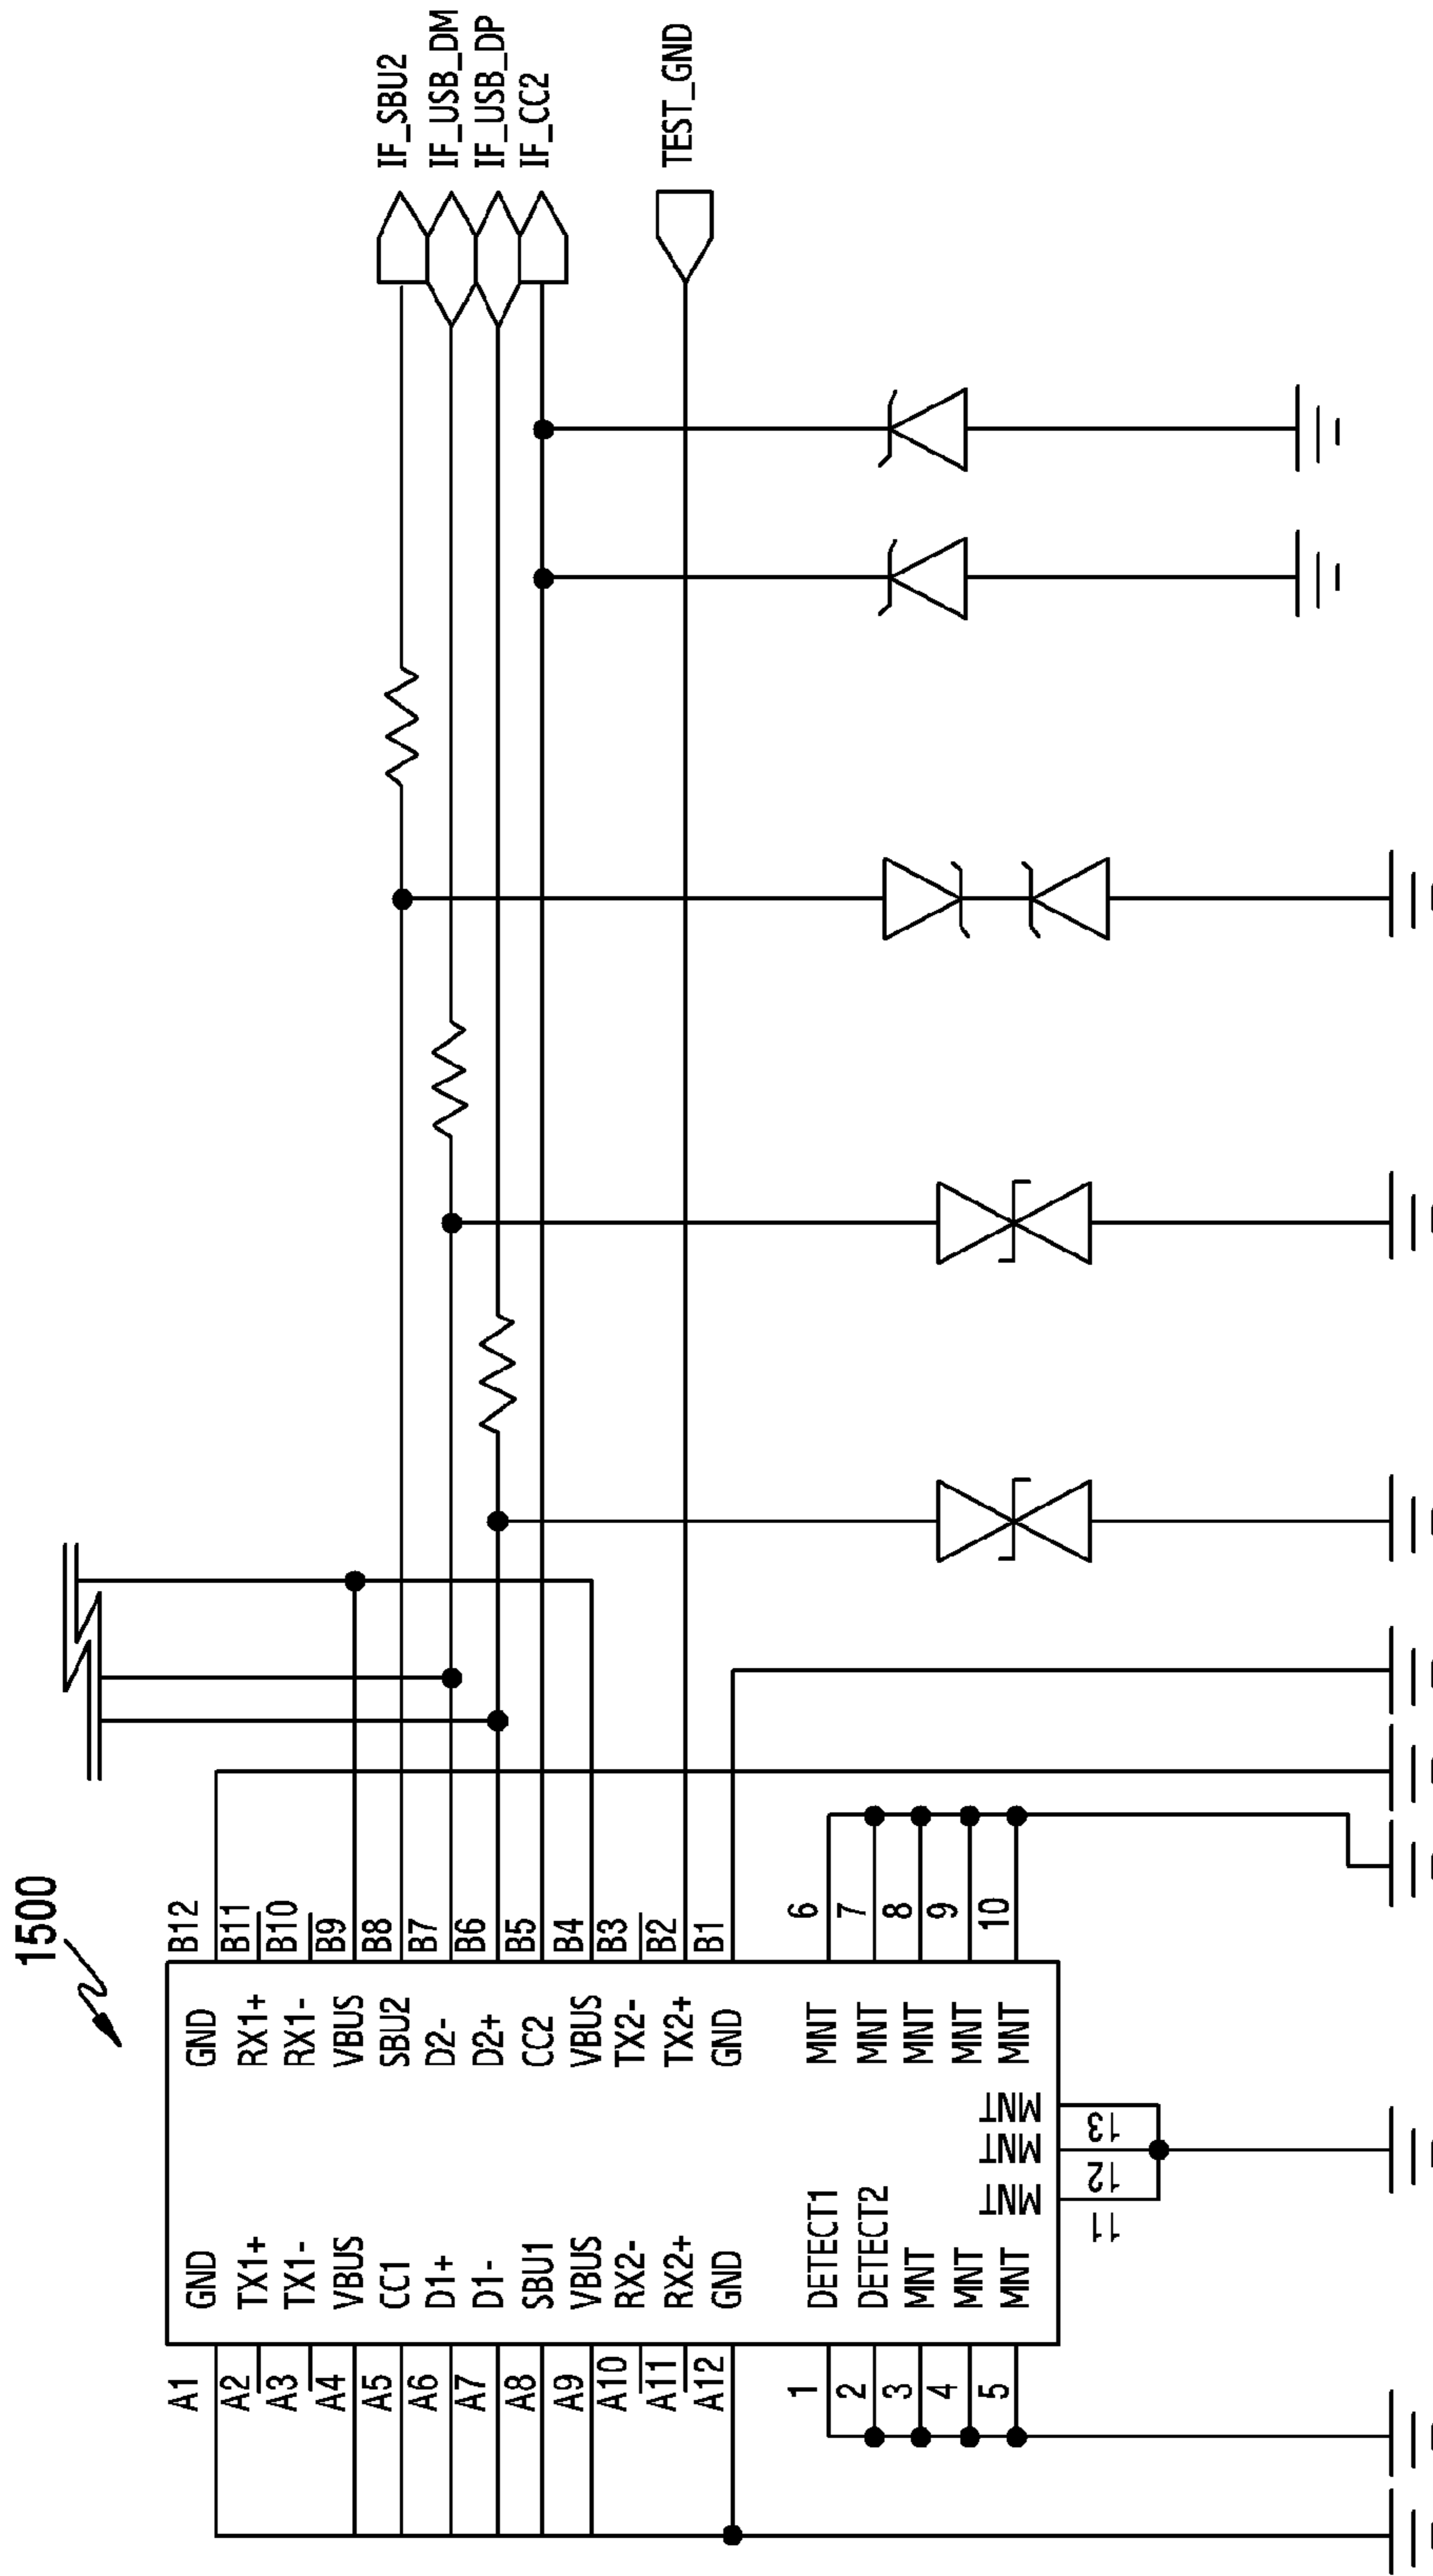 1500
IF_SBU2
IF_USB_DM
IF_USB_DP
IF_CC2
TEST_GND
A1 GND GND B12
A2 TX1+ RX1+ B11
A3 TX1- RX1- B10
A4 VBUS VBUS B9
A5 CC1 SBU2 B8
A6 D1+ D2- B7
A7 D1- D2+ B6
A8 SBU1 CC2 B5
A9 VBUS VBUS B4
A10 RX2- TX2- B3
A11 RX2+ TX2+ B2
A12 GND GND B1
1 DETECT1 MNT 6
2 DETECT2 MNT 7
3 MNT MNT 8
4 MNT MNT 9
5 MNT MNT 10
MNT MNT MNT
11 12 13